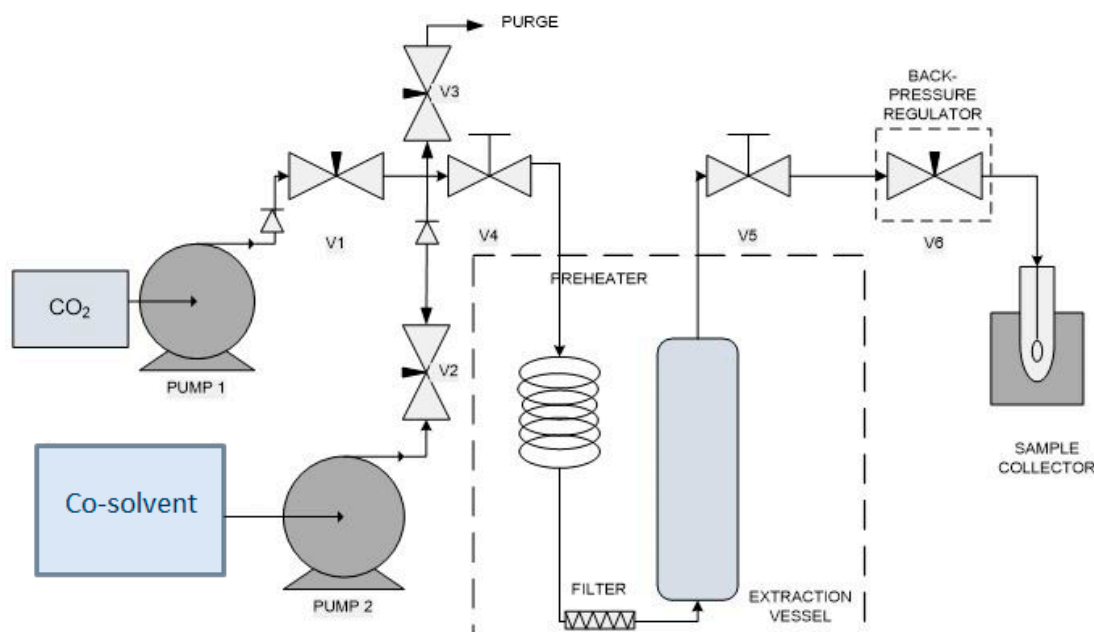 PURGE
V3
BACK-
PRESSURE
REGULATOR
V1
V4
V5
V6
PREHEATER
CO₂
PUMP 1
V2
SAMPLE
COLLECTOR
Co-solvent
FILTER
EXTRACTION
VESSEL
PUMP 2